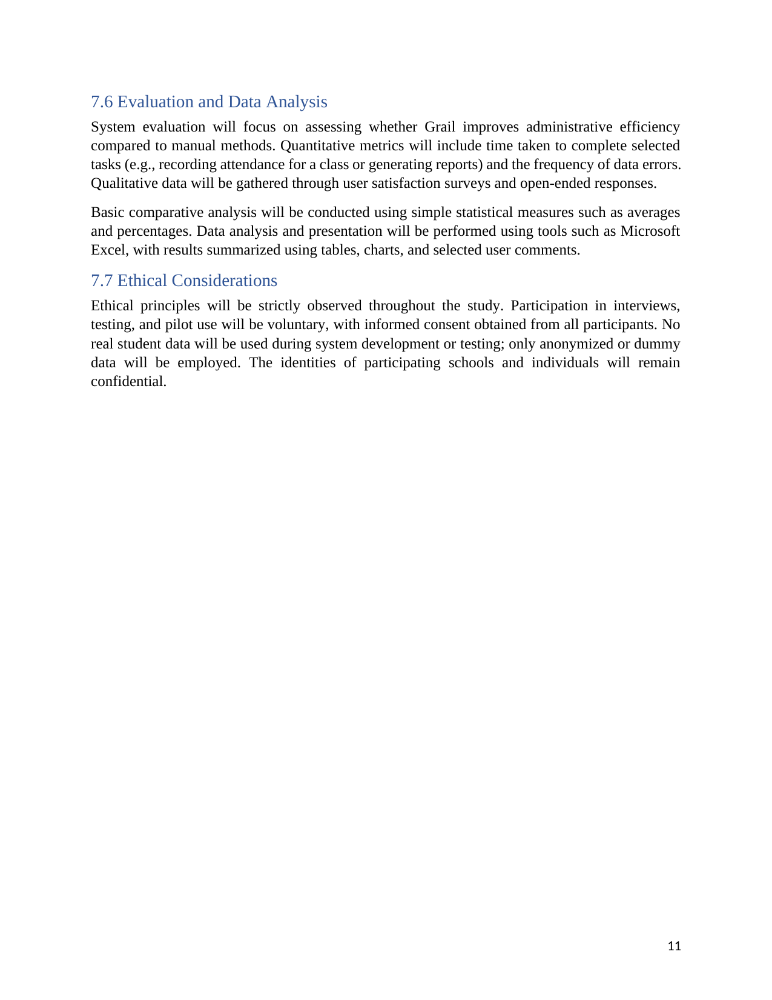 7.6 Evaluation and Data Analysis
System evaluation will focus on assessing whether Grail improves administrative efficiency
compared to manual methods. Quantitative metrics will include time taken to complete selected
tasks (e.g., recording attendance for a class or generating reports) and the frequency of data errors.
Qualitative data will be gathered through user satisfaction surveys and open-ended responses.
Basic comparative analysis will be conducted using simple statistical measures such as averages
and percentages. Data analysis and presentation will be performed using tools such as Microsoft
Excel, with results summarized using tables, charts, and selected user comments.
7.7 Ethical Considerations
Ethical principles will be strictly observed throughout the study. Participation in interviews,
testing, and pilot use will be voluntary, with informed consent obtained from all participants. No
real student data will be used during system development or testing; only anonymized or dummy
data will be employed. The identities of participating schools and individuals will remain
confidential.
11